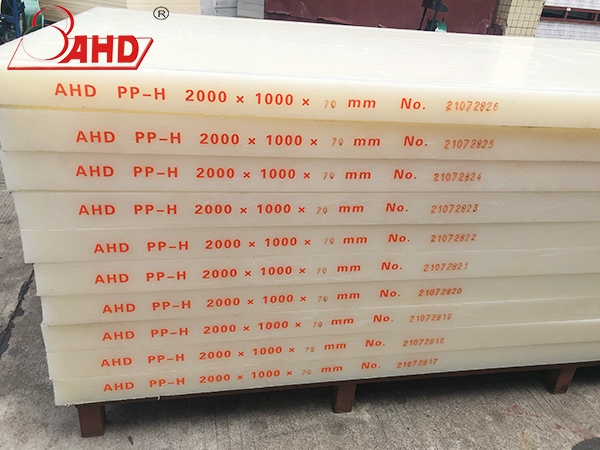 AHD ®
AHD PP-H 2000 × 1000 × 70 mm No. 21072826
AHD PP-H 2000 × 1000 × 70 mm No. 21072825
AHD PP-H 2000 × 1000 × 70 mm No. 21072824
AHD PP-H 2000 × 1000 × 70 mm No. 21072823
AHD PP-H 2000 × 1000 × 70 mm No. 21072822
AHD PP-H 2000 × 1000 × 70 mm No. 21072821
AHD PP-H 2000 × 1000 × 70 mm No. 21072820
AHD PP-H 2000 × 1000 × 70 mm No. 21072819
AHD PP-H 2000 × 1000 × 70 mm No. 21072818
AHD PP-H 2000 × 1000 × 70 mm No. 21072817